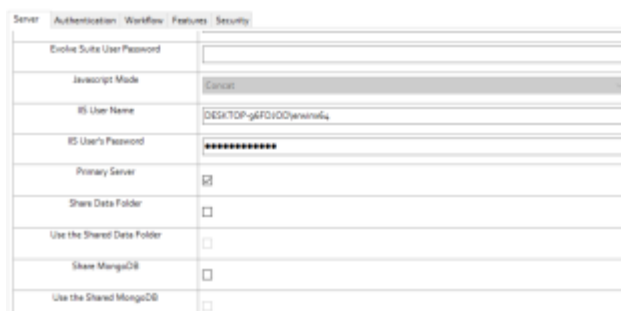 Server Authentication Workflow Features Security
Evolve Suite User Password
Javascript Mode Concat
IIS User Name
IIS User's Password ●●●●●●●●●●●●
Primary Server
Share Data Folder
Use the Shared Data Folder
Share MongoDB
Use the Shared MongoDB